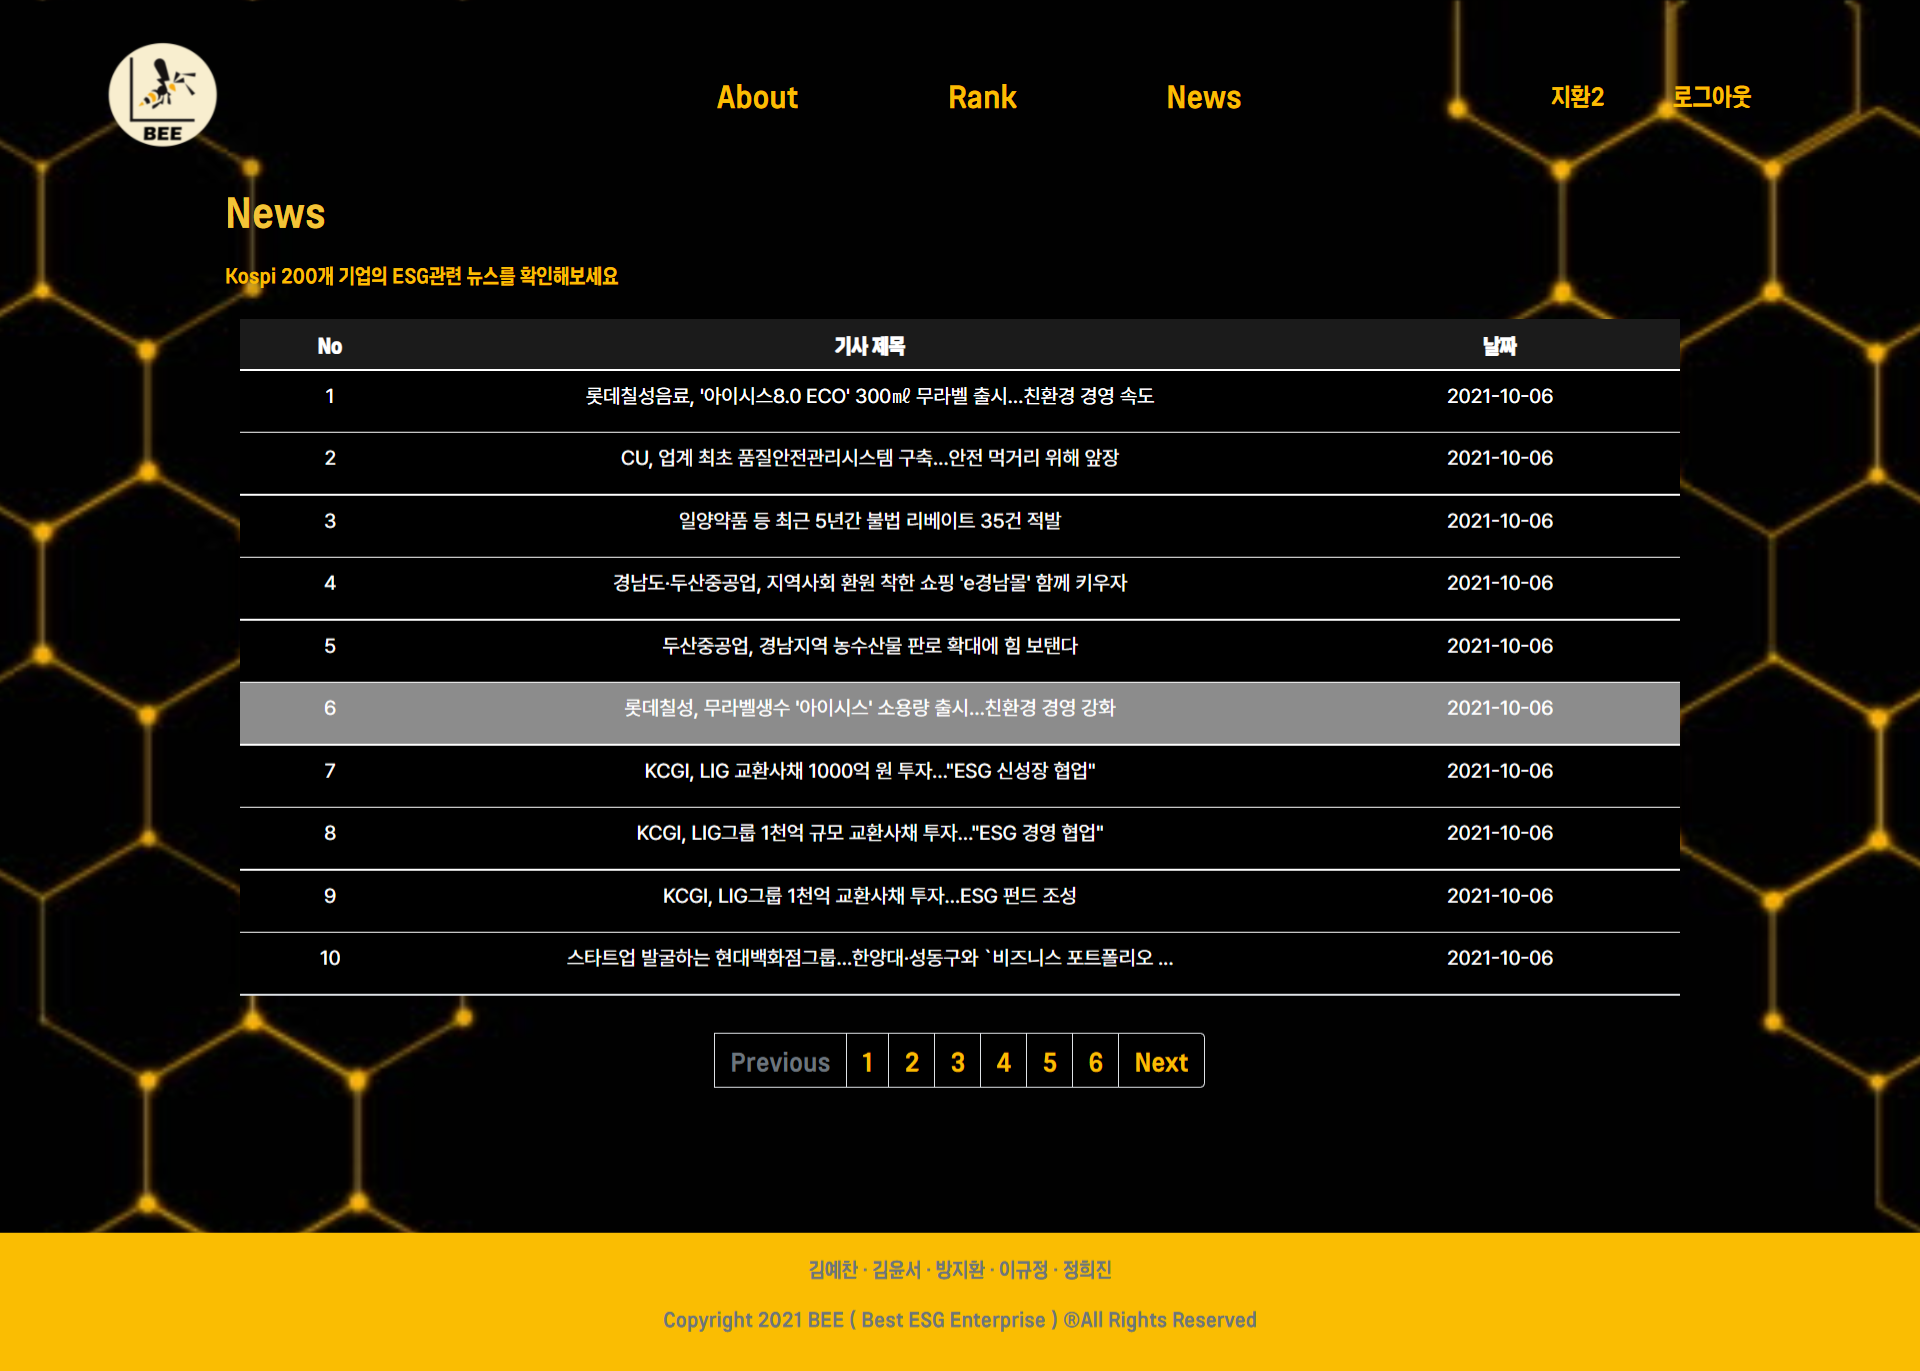 BEE
About Rank News 지환2 로그아웃
News
Kospi 200개 기업의 ESG관련 뉴스를 확인해보세요
No 기사 제목 날짜
1 롯데칠성음료, '아이시스8.0 ECO' 300㎖ 무라벨 출시...친환경 경영 속도 2021-10-06
2 CU, 업계 최초 품질안전관리시스템 구축...안전 먹거리 위해 앞장 2021-10-06
3 일양약품 등 최근 5년간 불법 리베이트 35건 적발 2021-10-06
4 경남도·두산중공업, 지역사회 환원 착한 쇼핑 'e경남몰' 함께 키우자 2021-10-06
5 두산중공업, 경남지역 농수산물 판로 확대에 힘 보탠다 2021-10-06
6 롯데칠성, 무라벨생수 '아이시스' 소용량 출시...친환경 경영 강화 2021-10-06
7 KCGI, LIG 교환사채 1000억 원 투자..."ESG 신성장 협업" 2021-10-06
8 KCGI, LIG그룹 1천억 규모 교환사채 투자..."ESG 경영 협업" 2021-10-06
9 KCGI, LIG그룹 1천억 교환사채 투자...ESG 펀드 조성 2021-10-06
10 스타트업 발굴하는 현대백화점그룹...한양대·성동구와 `비즈니스 포트폴리오 ... 2021-10-06
Previous 1 2 3 4 5 6 Next
김예찬 · 김윤서 · 방지환 · 이규정 · 정희진
Copyright 2021 BEE ( Best ESG Enterprise ) ®All Rights Reserved